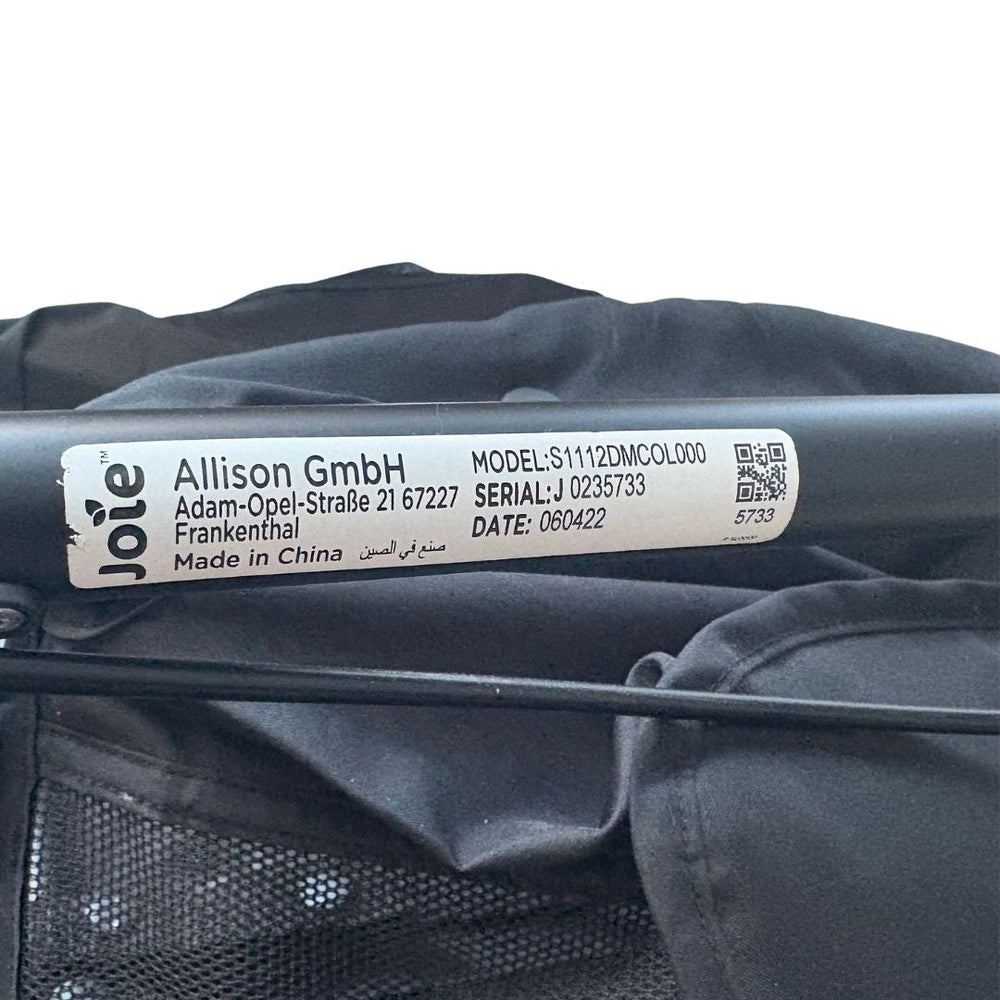 Joie™
Allison GmbH
Adam-Opel-Straße 21 67227
Frankenthal
Made in China صنع في الصين
MODEL:S1112DMCOL000
SERIAL:J 0235733
DATE: 060422
5733